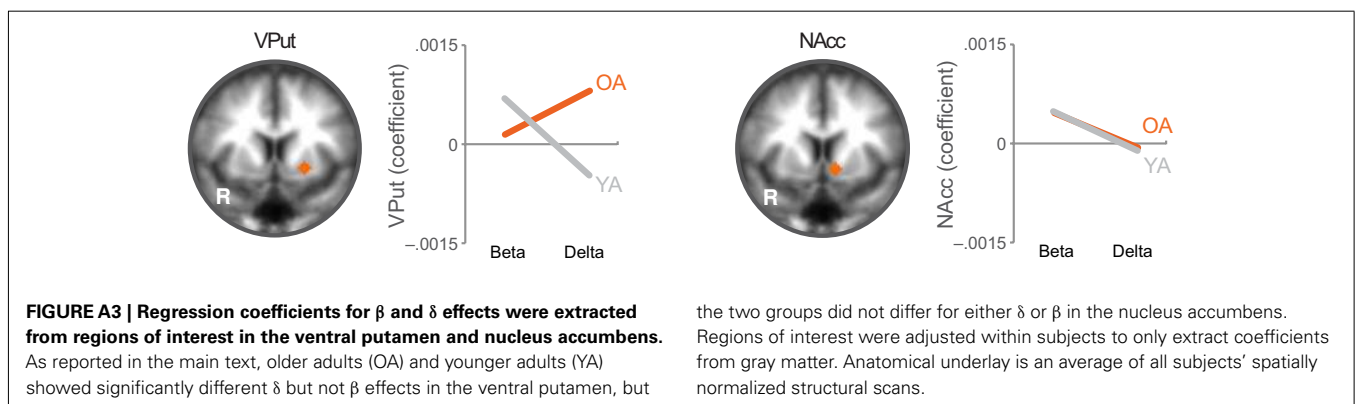 VPut
.0015
0
–.0015
VPut (coefficient)
OA
YA
Beta Delta
R
NAcc
.0015
0
–.0015
NAcc (coefficient)
OA
YA
Beta Delta
R
FIGURE A3 | Regression coefficients for β and δ effects were extracted
from regions of interest in the ventral putamen and nucleus accumbens.
As reported in the main text, older adults (OA) and younger adults (YA)
showed significantly different δ but not β effects in the ventral putamen, but
the two groups did not differ for either δ or β in the nucleus accumbens.
Regions of interest were adjusted within subjects to only extract coefficients
from gray matter. Anatomical underlay is an average of all subjects' spatially
normalized structural scans.